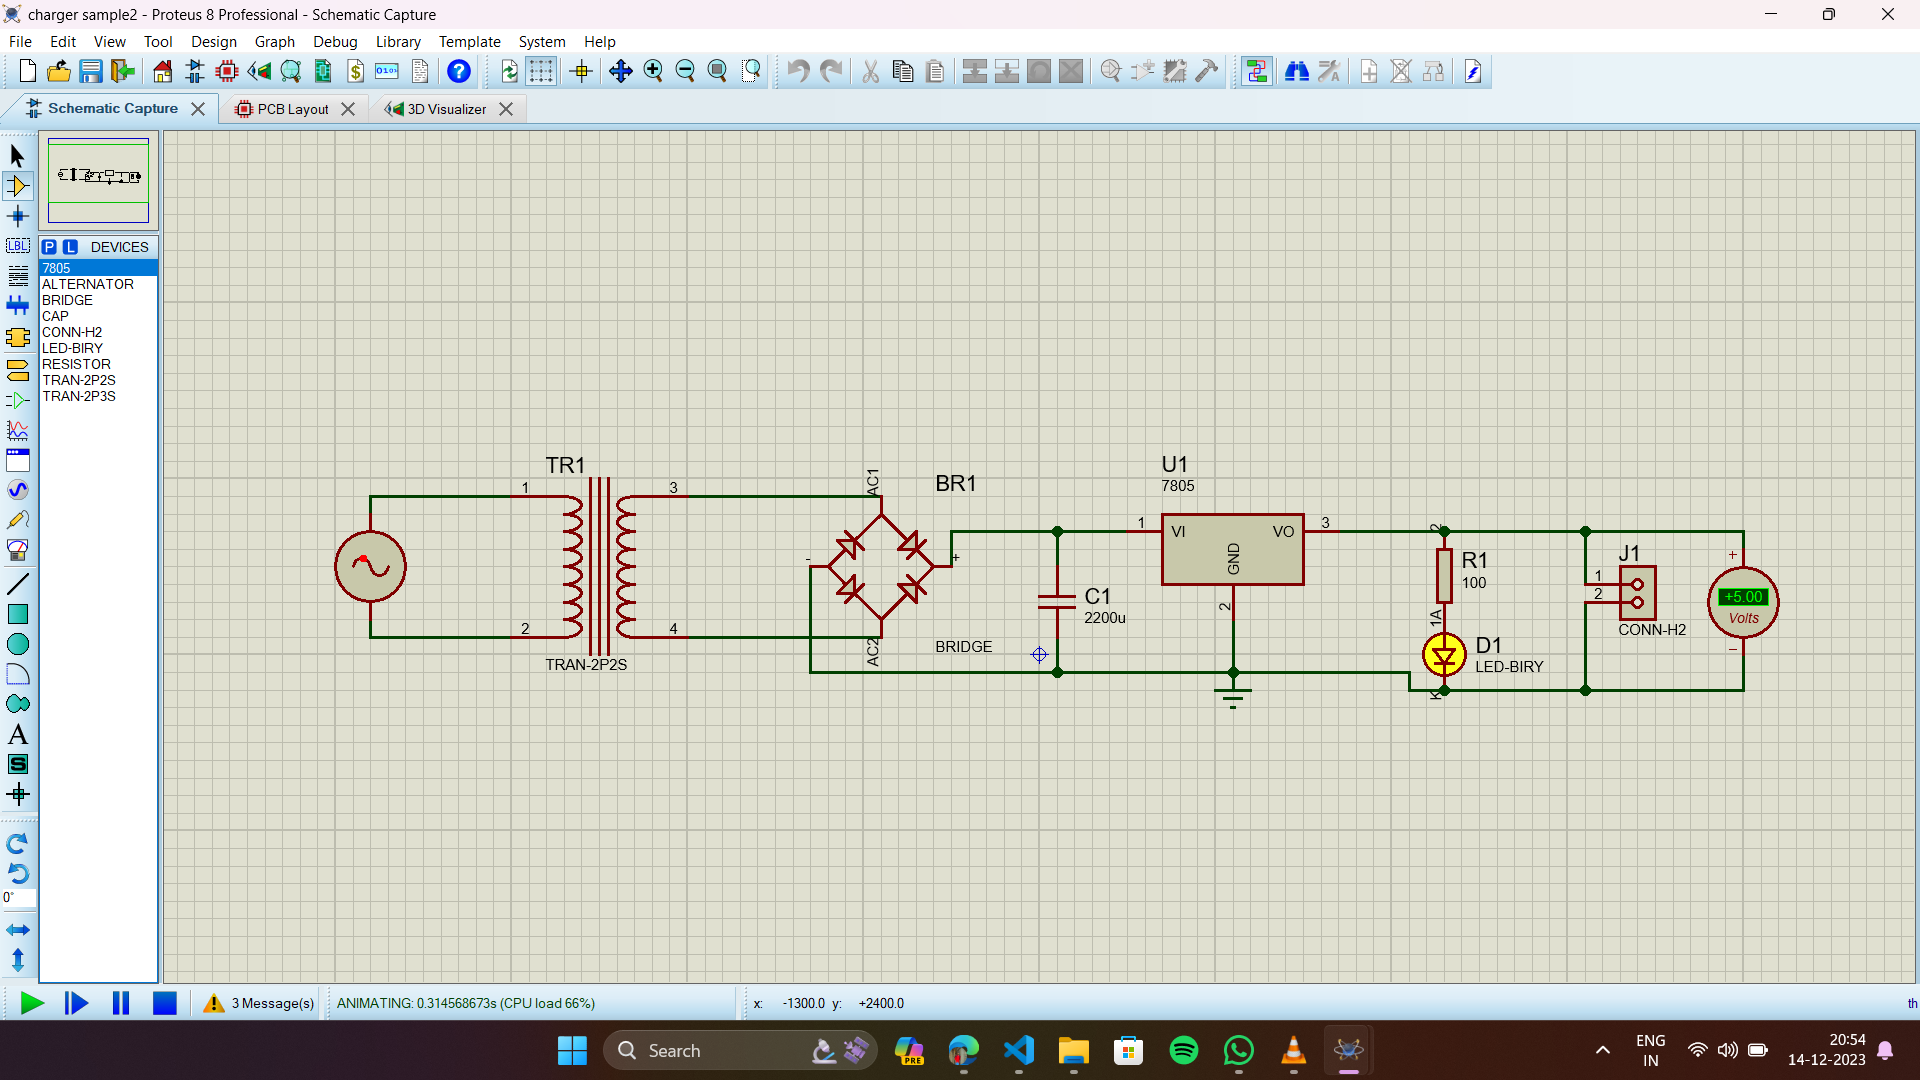 charger sample2 - Proteus 8 Professional - Schematic Capture
File Edit View Tool Design Graph Debug Library Template System Help
Schematic Capture PCB Layout 3D Visualizer
LBL
P L DEVICES
7805
ALTERNATOR
BRIDGE
CAP
CONN-H2
LED-BIRY
RESISTOR
TRAN-2P2S
TRAN-2P3S
A
S
0°
TR1
1
2
3
4
TRAN-2P2S
AC1
AC2
BR1
-
+
BRIDGE
C1
2200u
U1
7805
1
VI
VO
3
GND
2
2
R1
100
1A
D1
LED-BIRY
K
J1
1
2
CONN-H2
+
+5.00
Volts
−
3 Message(s) ANIMATING: 0.314568673s (CPU load 66%) x: -1300.0 y: +2400.0 th
Search
PRE
ENG
IN
20:54
14-12-2023